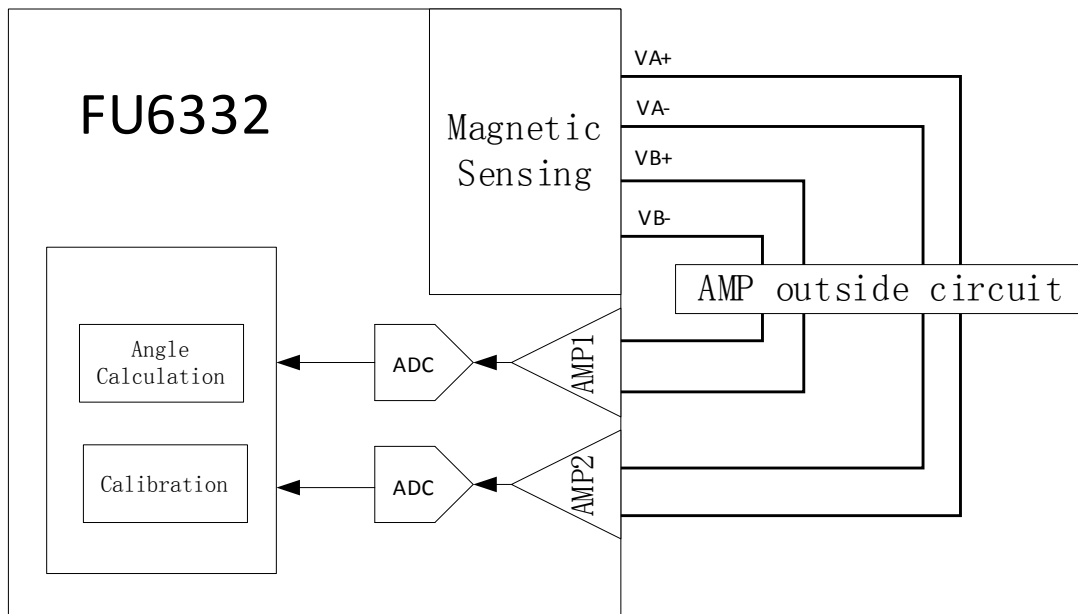 FU6332
Magnetic
Sensing
VA+
VA-
VB+
VB-
AMP outside circuit
Angle
Calculation
ADC
AMP1
Calibration
ADC
AMP2